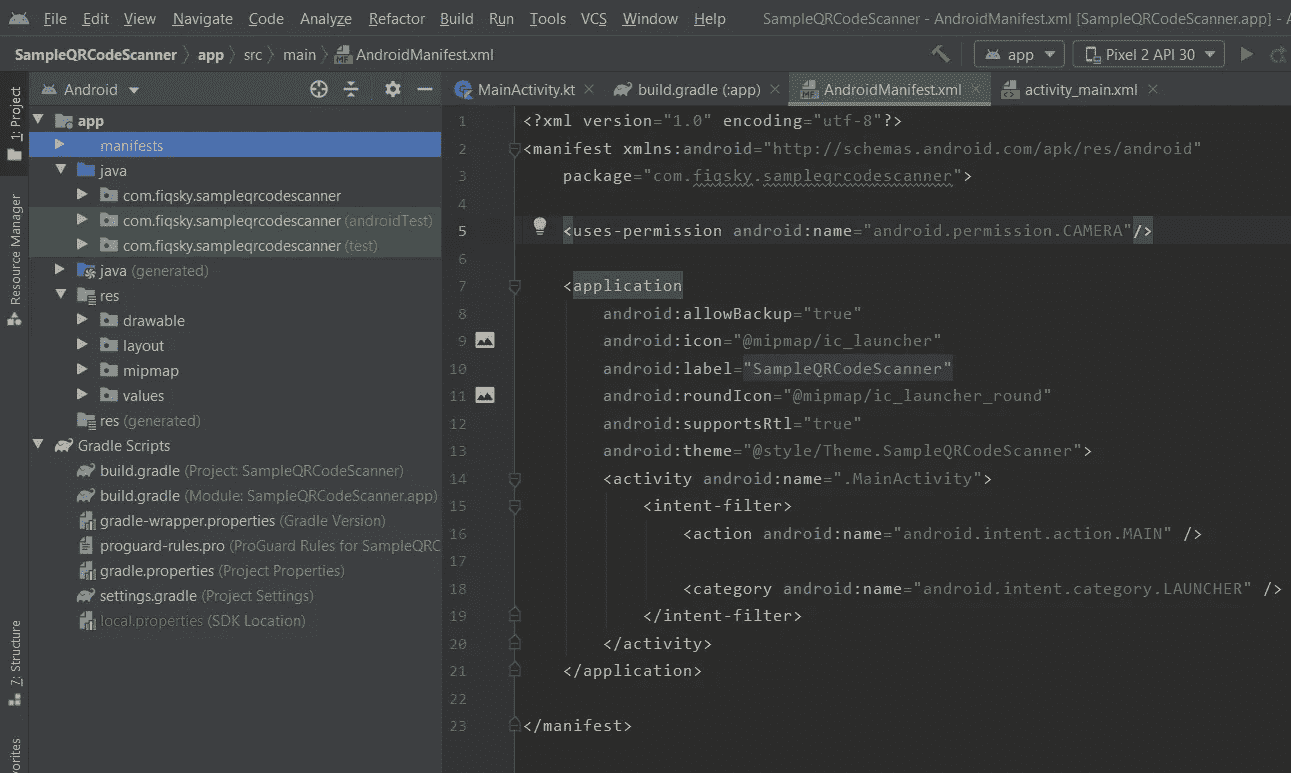 File Edit View Navigate Code Analyze Refactor Build Run Tools VCS Window Help SampleQRCodeScanner - AndroidManifest.xml [SampleQRCodeScanner.app] -
SampleQRCodeScanner app src main AndroidManifest.xml app Pixel 2 API 30
1: Project
Resource Manager
7: Structure
Android
app
manifests
java
com.fiqsky.sampleqrcodescanner
com.fiqsky.sampleqrcodescanner (androidTest)
com.fiqsky.sampleqrcodescanner (test)
java (generated)
res
drawable
layout
mipmap
values
res (generated)
Gradle Scripts
build.gradle (Project: SampleQRCodeScanner)
build.gradle (Module: SampleQRCodeScanner.app)
gradle-wrapper.properties (Gradle Version)
proguard-rules.pro (ProGuard Rules for SampleQRC
gradle.properties (Project Properties)
settings.gradle (Project Settings)
local.properties (SDK Location)
MainActivity.kt build.gradle (:app) AndroidManifest.xml activity_main.xml
1 <?xml version="1.0" encoding="utf-8"?>
2 <manifest xmlns:android="http://schemas.android.com/apk/res/android"
3 package="com.fiqsky.sampleqrcodescanner">
4
5 <uses-permission android:name="android.permission.CAMERA"/>
6
7 <application
8 android:allowBackup="true"
9 android:icon="@mipmap/ic_launcher"
10 android:label="SampleQRCodeScanner"
11 android:roundIcon="@mipmap/ic_launcher_round"
12 android:supportsRtl="true"
13 android:theme="@style/Theme.SampleQRCodeScanner">
14 <activity android:name=".MainActivity">
15 <intent-filter>
16 <action android:name="android.intent.action.MAIN" />
17
18 <category android:name="android.intent.category.LAUNCHER" />
19 </intent-filter>
20 </activity>
21 </application>
22
23 </manifest>